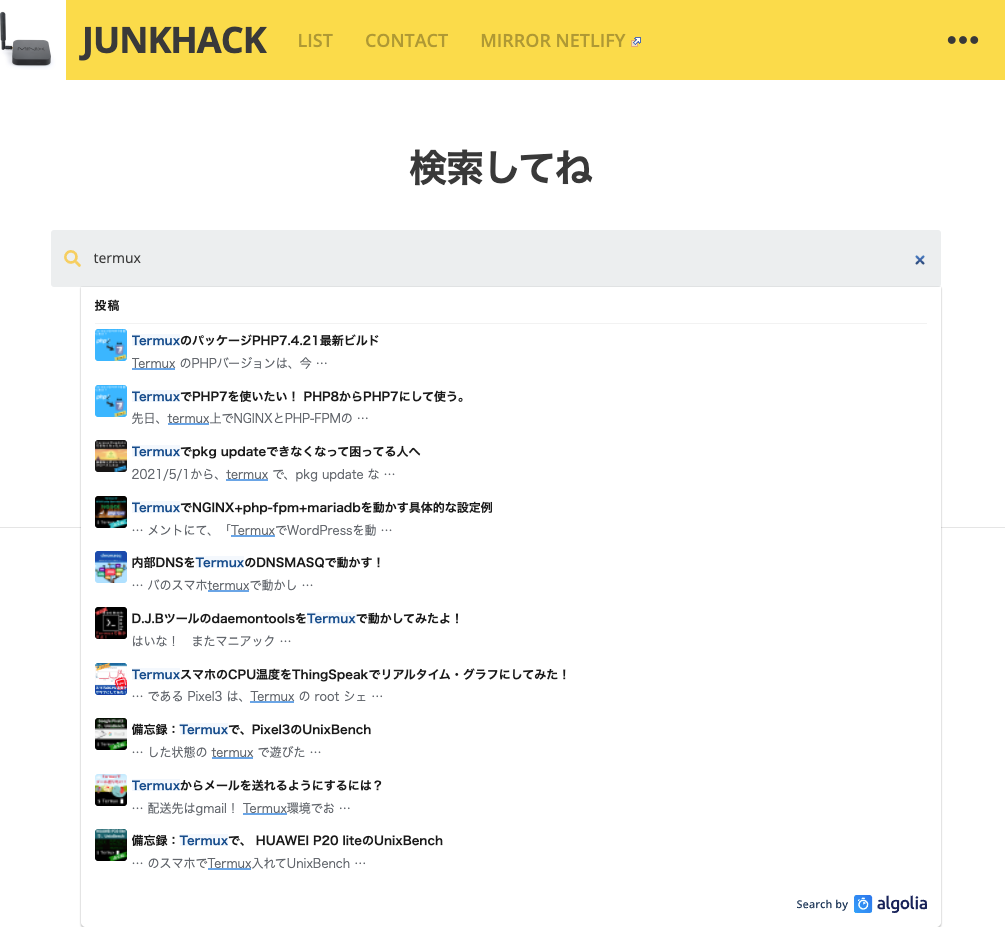 JUNKHACK LIST CONTACT MIRROR NETLIFY
検索してね
termux
投稿
TermuxのパッケージPHP7.4.21最新ビルド
Termux のPHPバージョンは、今 …
TermuxでPHP7を使いたい！ PHP8からPHP7にして使う。
先日、termux上でNGINXとPHP-FPMの …
Termuxでpkg updateできなくなって困ってる人へ
2021/5/1から、termux で、pkg update な …
TermuxでNGINX+php-fpm+mariadbを動かす具体的な設定例
… メントにて、「TermuxでWordPressを動 …
内部DNSをTermuxのDNSMASQで動かす！
… バのスマホtermuxで動かし …
D.J.BツールのdaemontoolsをTermuxで動かしてみたよ！
はいな！　またマニアック …
TermuxスマホのCPU温度をThingSpeakでリアルタイム・グラフにしてみた！
… である Pixel3 は、Termux の root シェ …
備忘録：Termuxで、Pixel3のUnixBench
… した状態の termux で遊びた …
Termuxからメールを送れるようにするには？
… 配送先はgmail！ Termux環境でお …
備忘録：Termuxで、 HUAWEI P20 liteのUnixBench
… のスマホでTermux入れてUnixBench …
Search by algolia